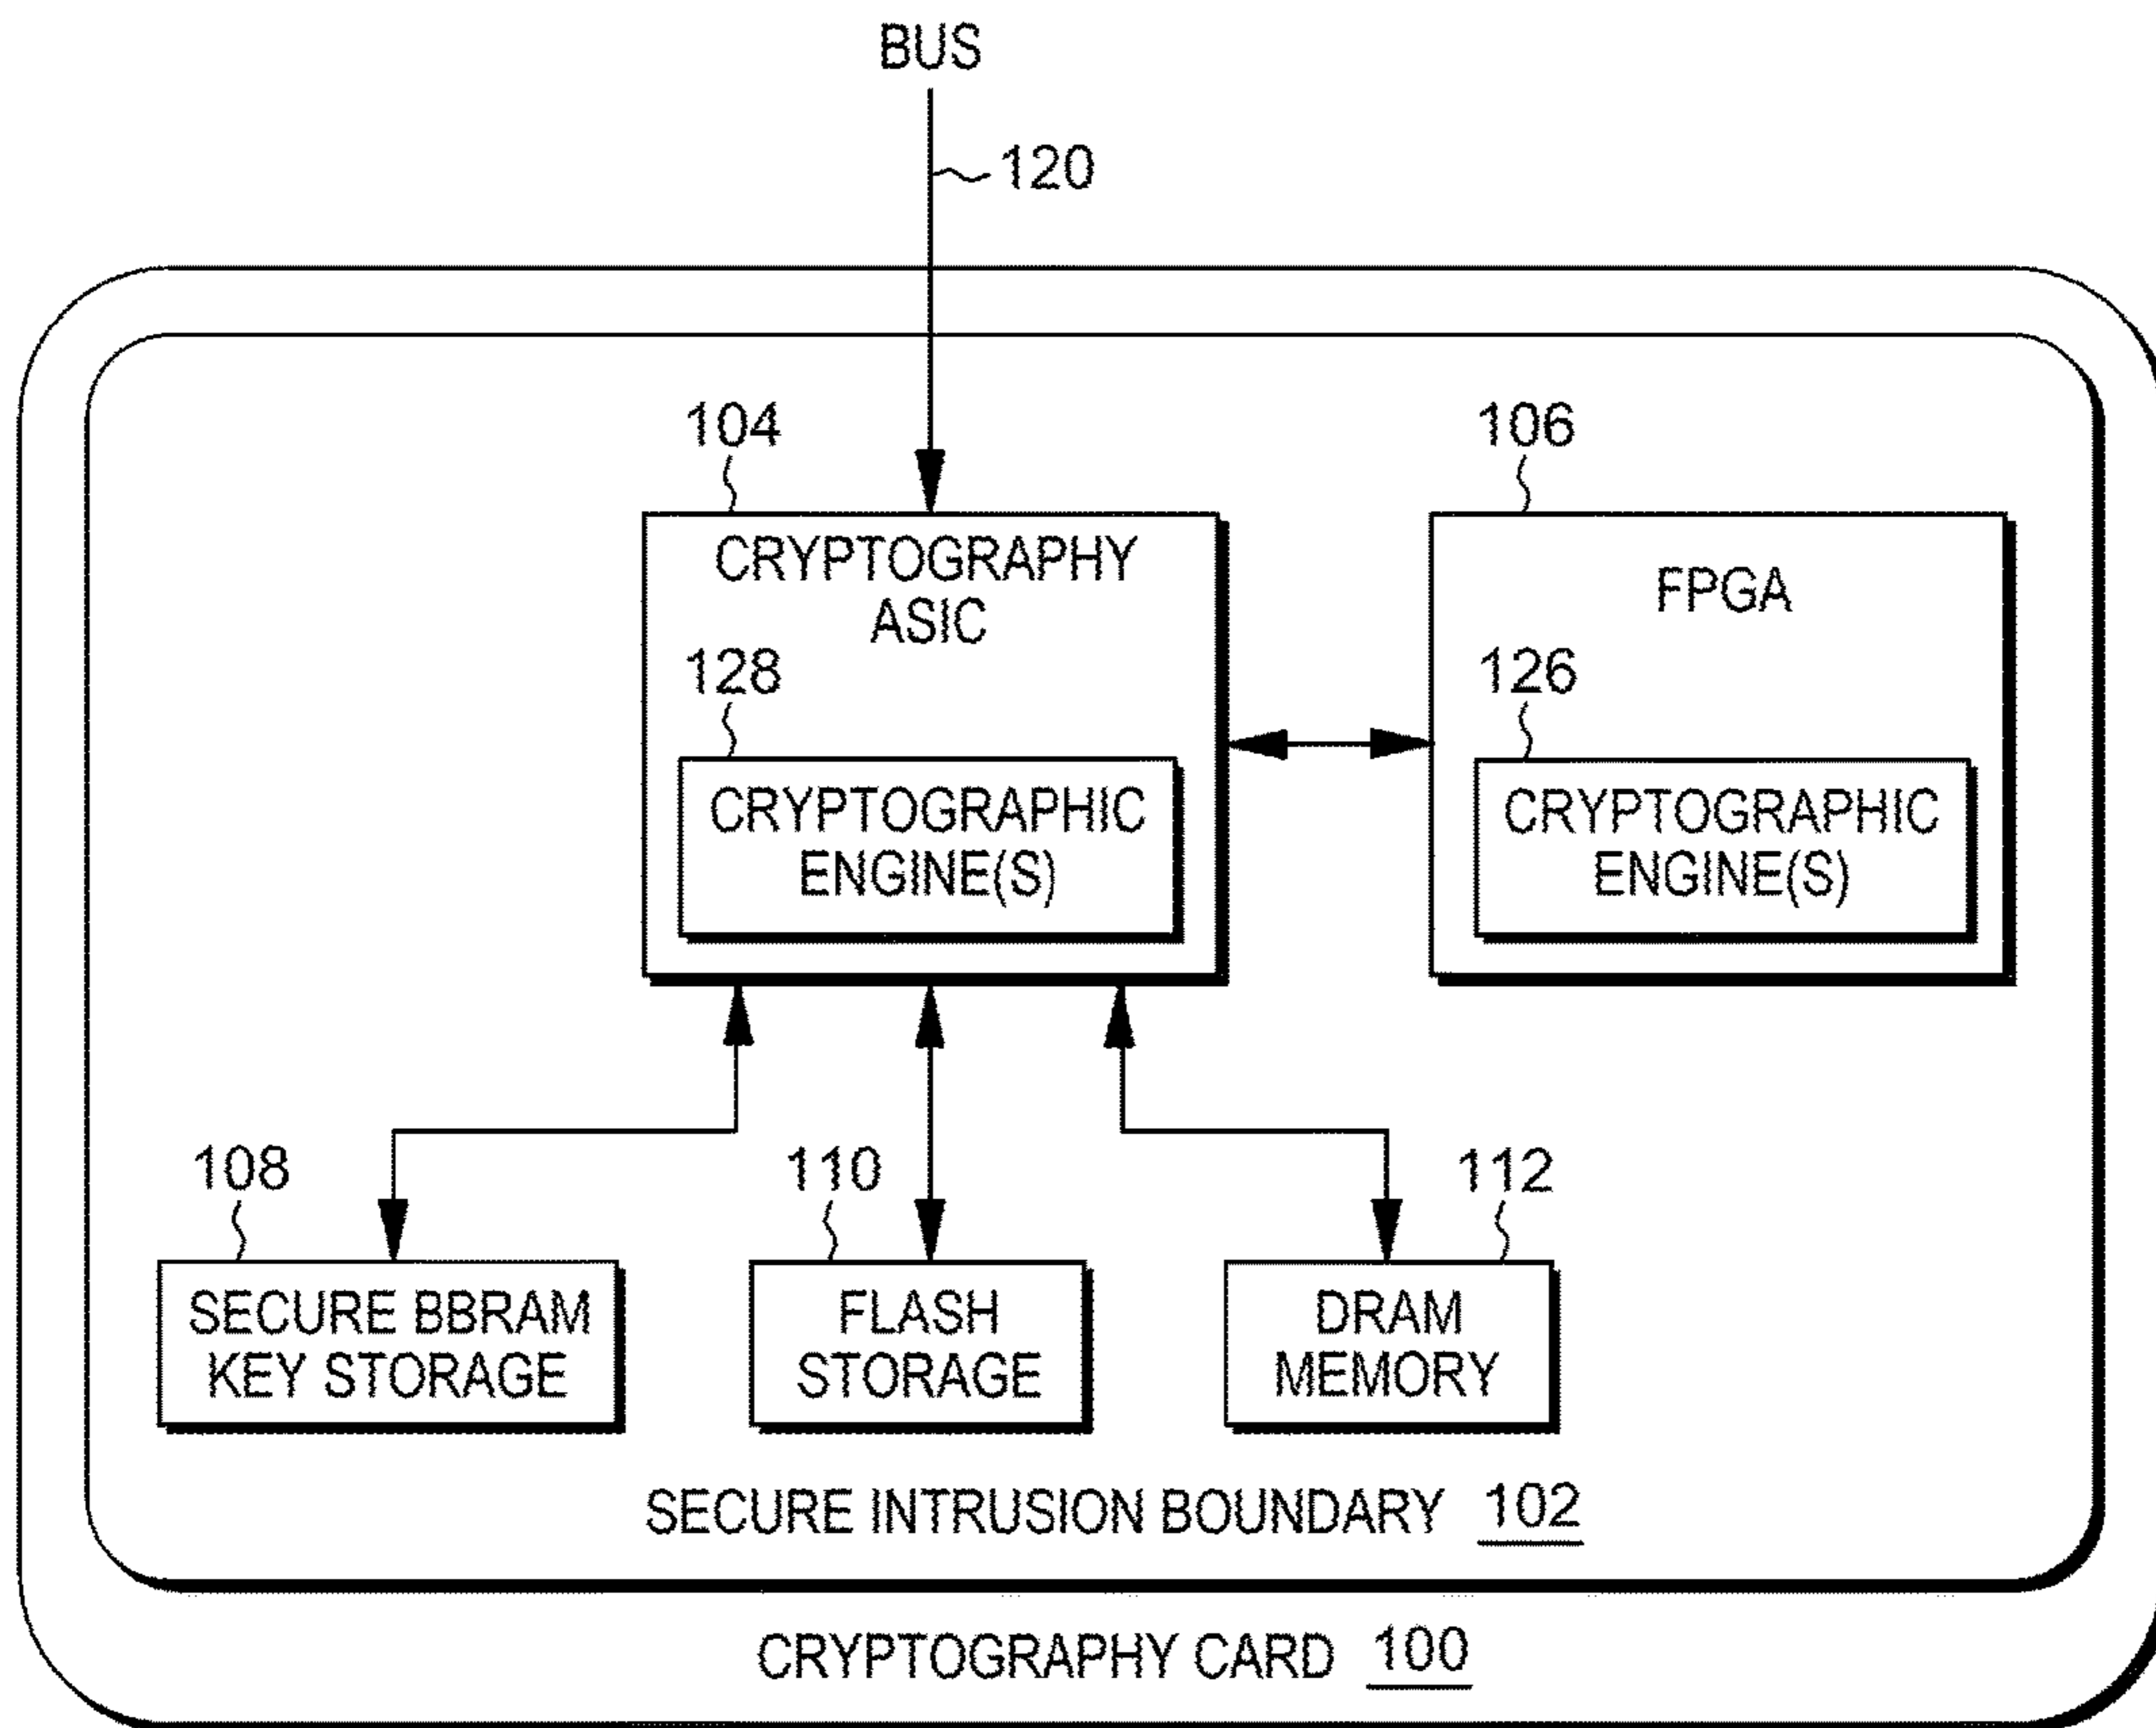 BUS
120
104
106
CRYPTOGRAPHY
ASIC
FPGA
128
126
CRYPTOGRAPHIC
ENGINE(S)
CRYPTOGRAPHIC
ENGINE(S)
108
110
112
SECURE BBRAM
KEY STORAGE
FLASH
STORAGE
DRAM
MEMORY
SECURE INTRUSION BOUNDARY 102
CRYPTOGRAPHY CARD 100